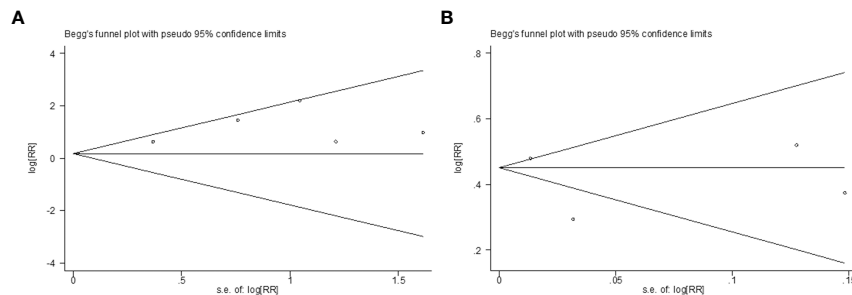 A
Begg's funnel plot with pseudo 95% confidence limits
4
2
0
-2
-4
log[RR]
0
.5
1
1.5
s.e. of: log[RR]
B
Begg's funnel plot with pseudo 95% confidence limits
.8
.6
.4
.2
log[RR]
0
.05
.1
.15
s.e. of: log[RR]